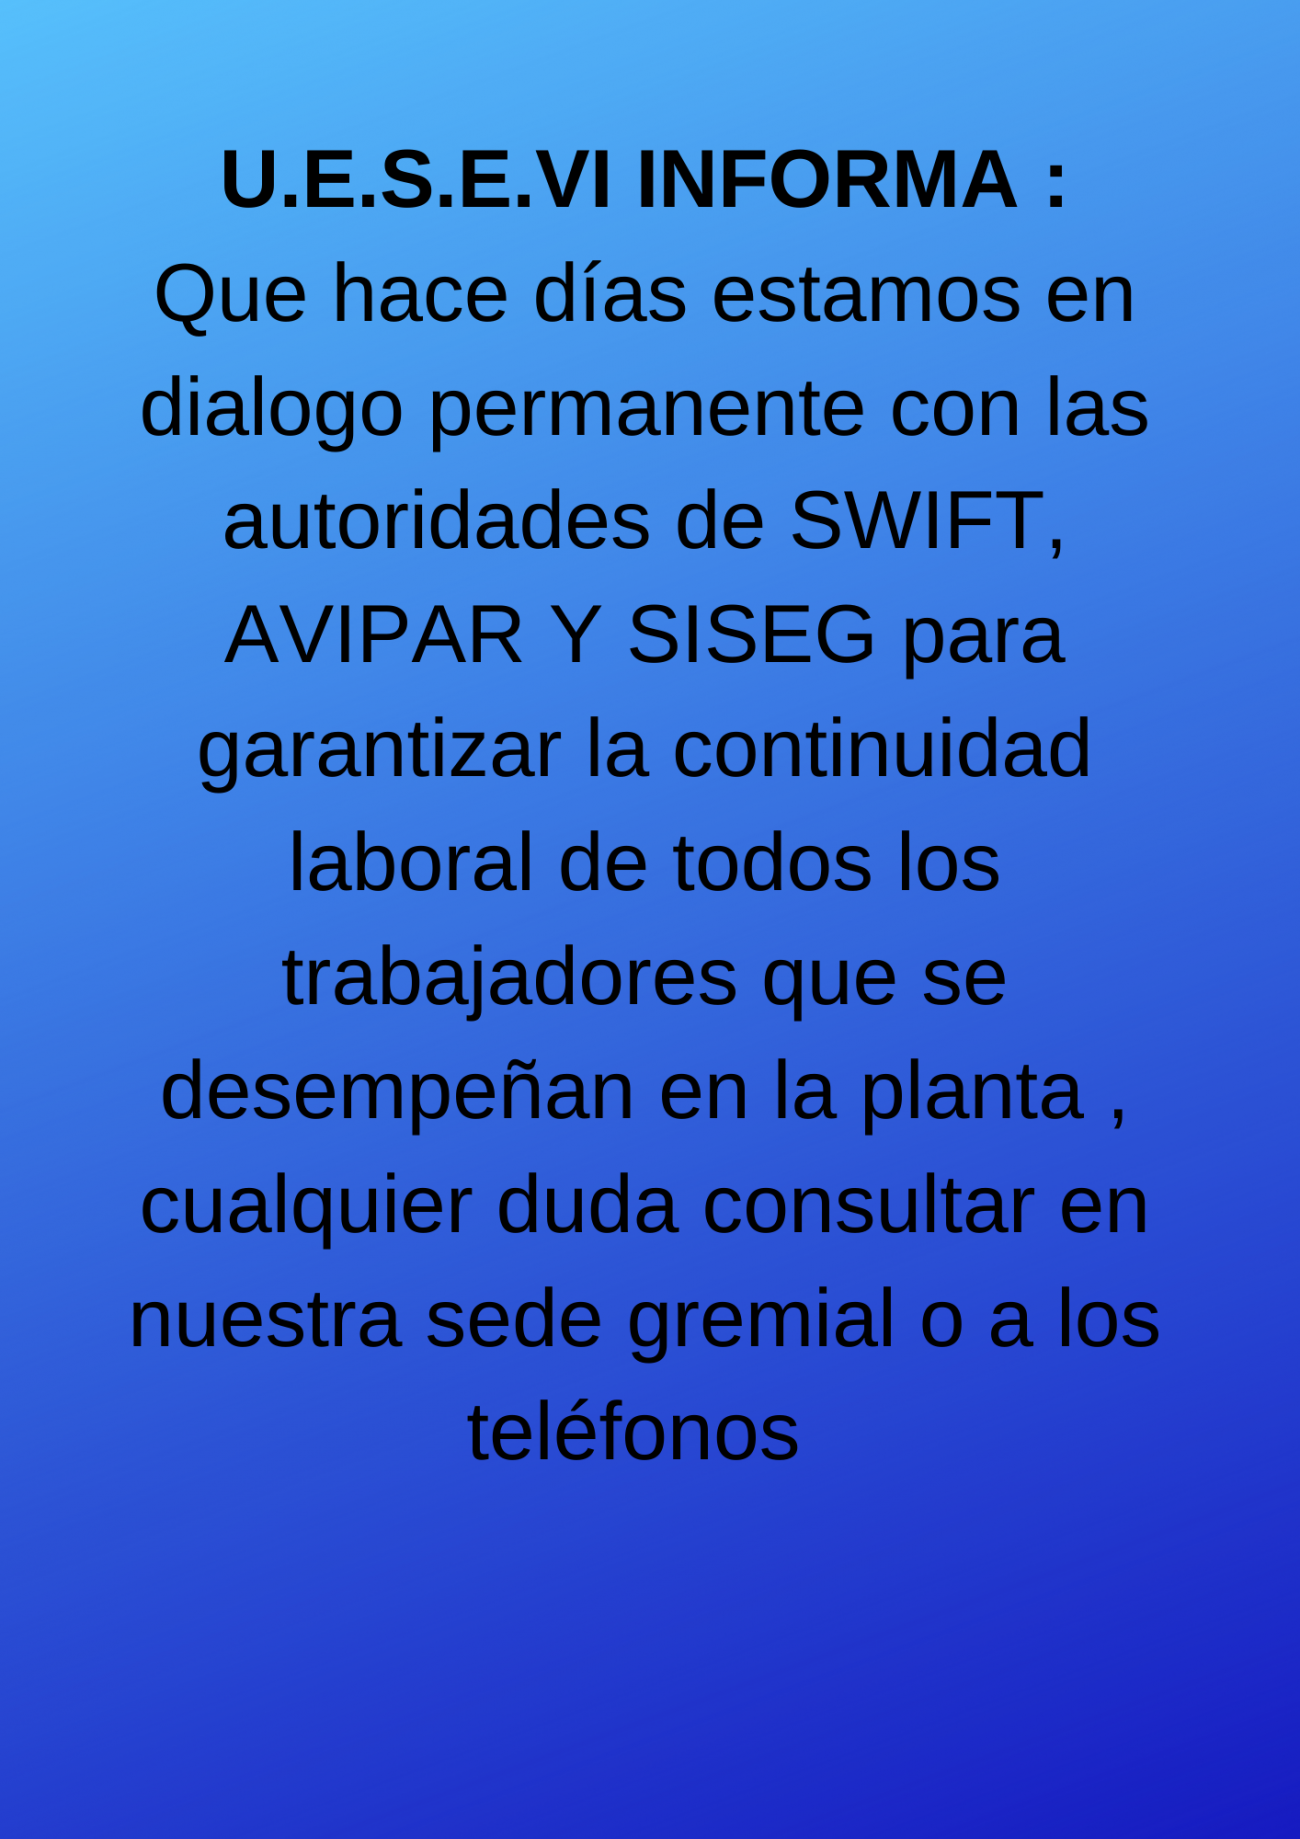 U.E.S.E.VI INFORMA :
Que hace días estamos en
dialogo permanente con las
autoridades de SWIFT,
AVIPAR Y SISEG para
garantizar la continuidad
laboral de todos los
trabajadores que se
desempeñan en la planta ,
cualquier duda consultar en
nuestra sede gremial o a los
teléfonos